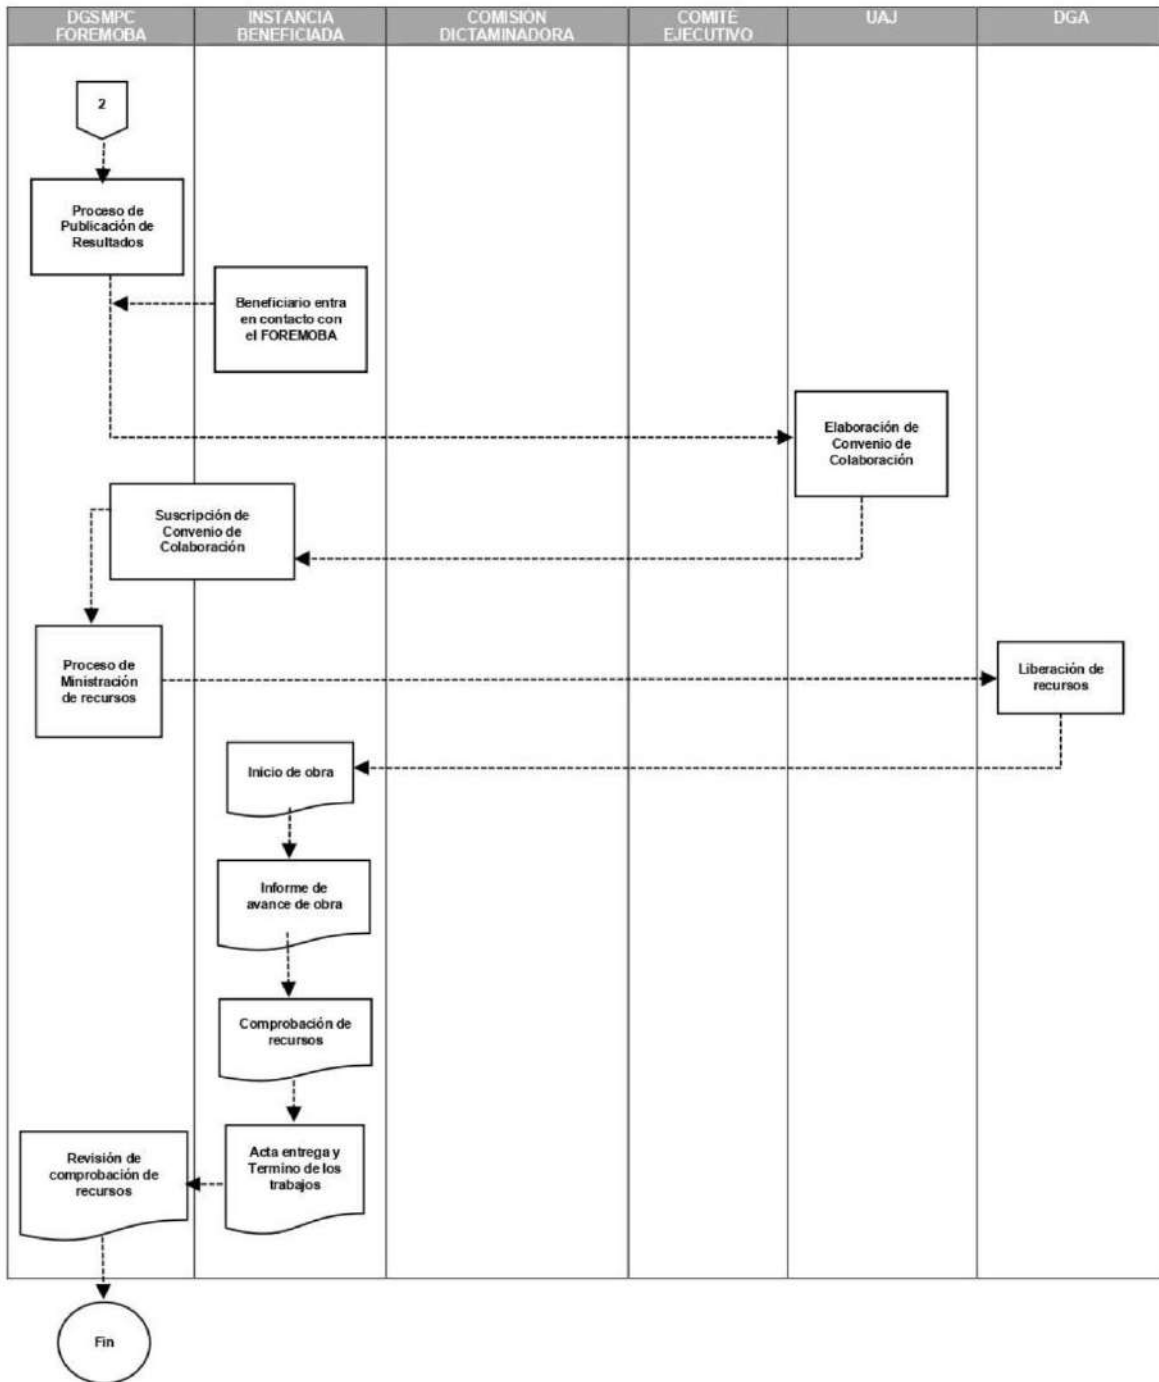 DGSMPC
FOREMOBA
INSTANCIA
BENEFICIADA
COMISIÓN
DICTAMINADORA
COMITÉ
EJECUTIVO
UAJ
DGA
2
Proceso de
Publicación de
Resultados
Beneficiario entra
en contacto con
el FOREMOBA
Elaboración de
Convenio de
Colaboración
Suscripción de
Convenio de
Colaboración
Proceso de
Ministración
de recursos
Liberación de
recursos
Inicio de obra
Informe de
avance de obra
Comprobación de
recursos
Acta entrega y
Termino de los
trabajos
Revisión de
comprobación de
recursos
Fin